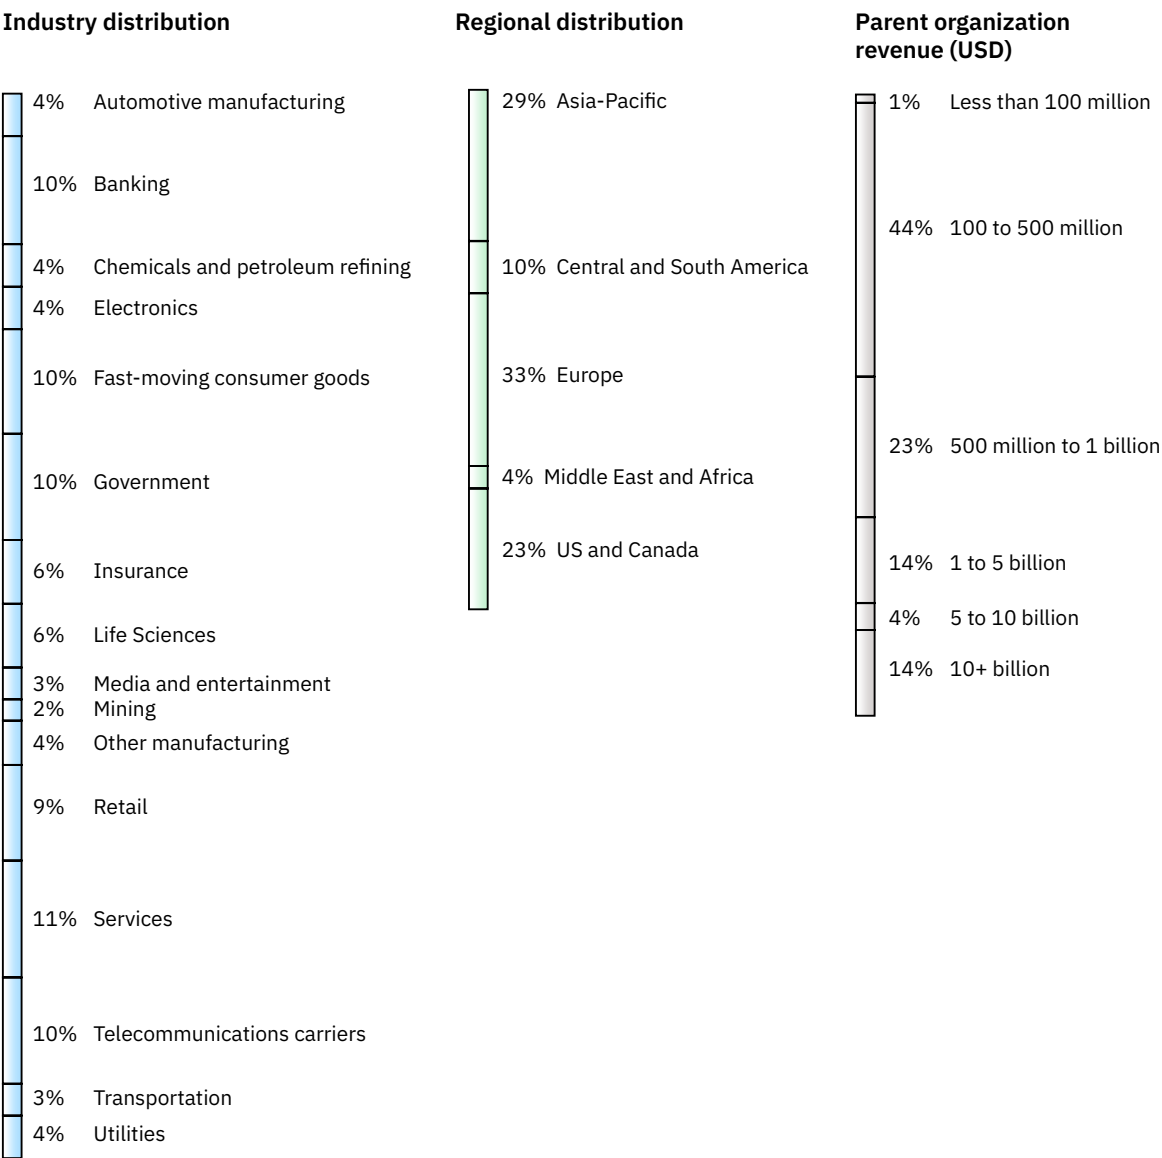 Industry distribution
4% Automotive manufacturing
10% Banking
4% Chemicals and petroleum refining
4% Electronics
10% Fast-moving consumer goods
10% Government
6% Insurance
6% Life Sciences
3% Media and entertainment
2% Mining
4% Other manufacturing
9% Retail
11% Services
10% Telecommunications carriers
3% Transportation
4% Utilities
Regional distribution
29% Asia-Pacific
10% Central and South America
33% Europe
4% Middle East and Africa
23% US and Canada
Parent organization
revenue (USD)
1% Less than 100 million
44% 100 to 500 million
23% 500 million to 1 billion
14% 1 to 5 billion
4% 5 to 10 billion
14% 10+ billion